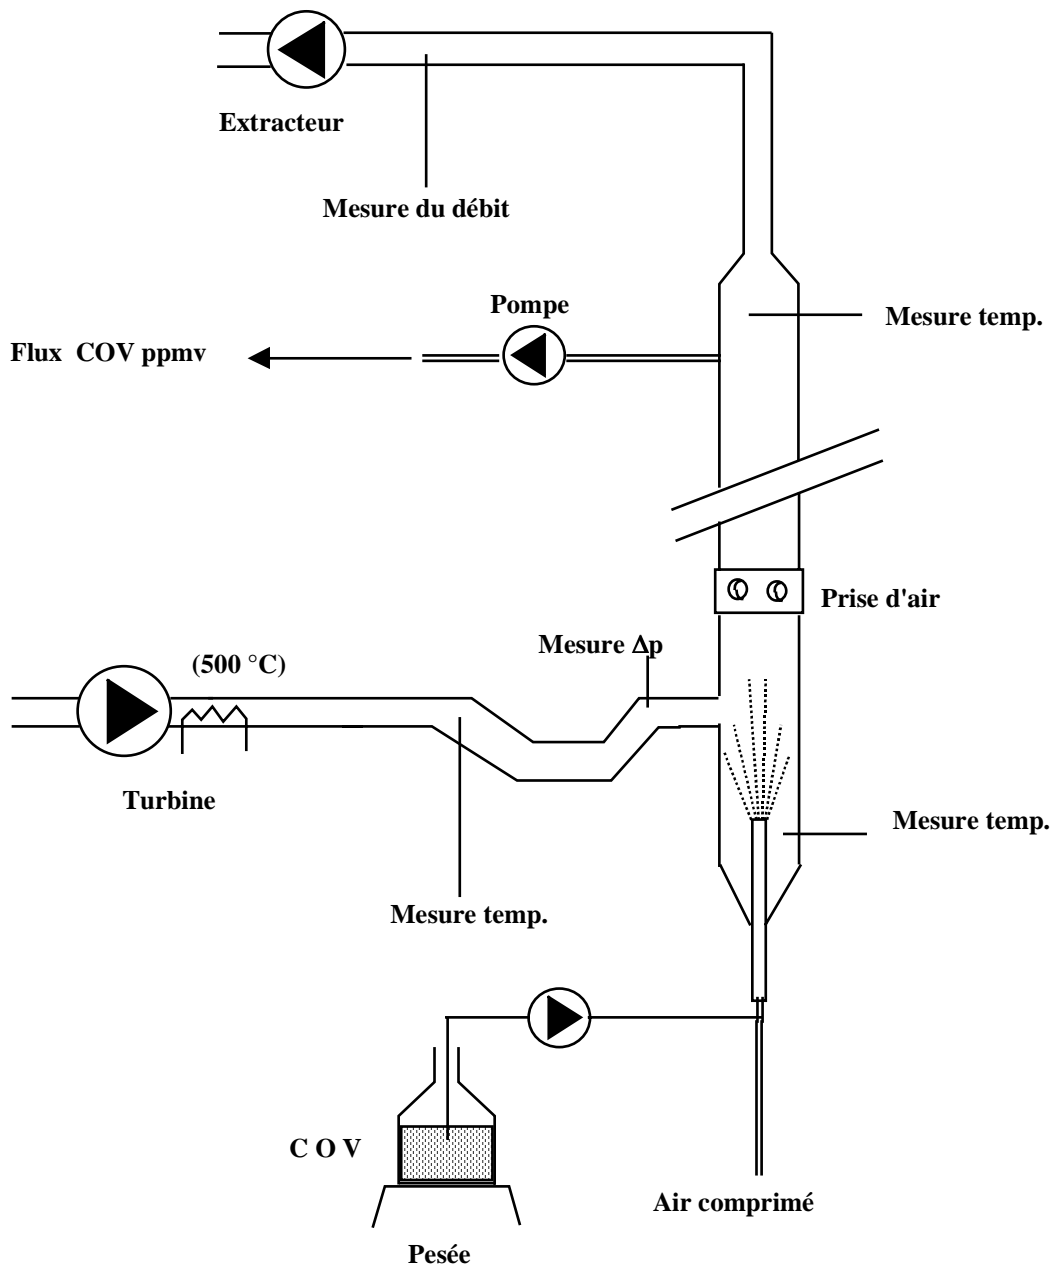 Extracteur
Mesure du débit
Pompe
Mesure temp.
Flux COV ppmv
Prise d'air
Mesure Δp
(500 °C)
Turbine
Mesure temp.
Mesure temp.
C O V
Air comprimé
Pesée